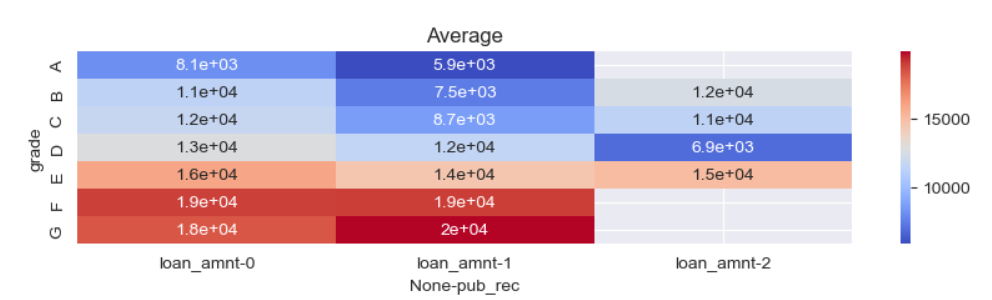 Average
grade
A 8.1e+03 5.9e+03
B 1.1e+04 7.5e+03 1.2e+04
C 1.2e+04 8.7e+03 1.1e+04
D 1.3e+04 1.2e+04 6.9e+03
E 1.6e+04 1.4e+04 1.5e+04
F 1.9e+04 1.9e+04
G 1.8e+04 2e+04
loan_amnt-0 loan_amnt-1 loan_amnt-2
None-pub_rec
15000
10000